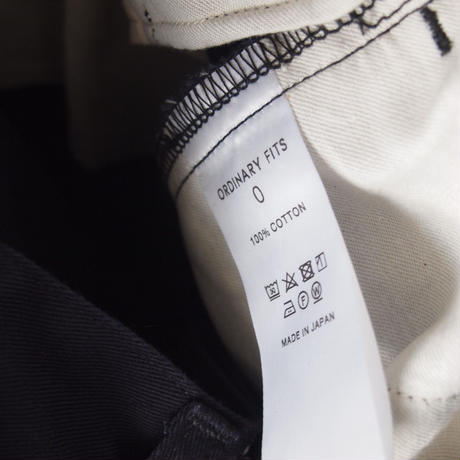 ORDINARY FITS
0
100% COTTON
MADE IN JAPAN